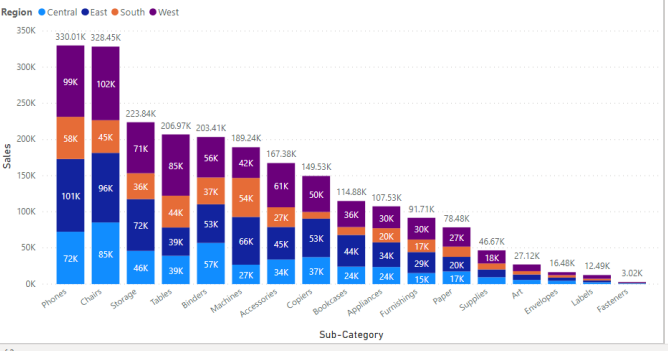 Region Central East South West
350K
300K
250K
200K
150K
100K
50K
0K
Sales
330.01K 328.45K 223.84K 206.97K 203.41K 189.24K 167.38K 149.53K 114.88K 107.53K 91.71K 78.48K 46.67K 27.12K 16.48K 12.49K 3.02K
99K 58K 101K 72K
102K 45K 96K 85K
71K 36K 72K 46K
85K 44K 39K 39K
56K 37K 53K 57K
42K 54K 66K 27K
61K 27K 45K 34K
50K 53K 37K
36K 44K 24K
30K 20K 34K 24K
30K 17K 29K 15K
27K 20K 17K
18K
Phones Chairs Storage Tables Binders Machines Accessories Copiers Bookcases Appliances Furnishings Paper Supplies Art Envelopes Labels Fasteners
Sub-Category